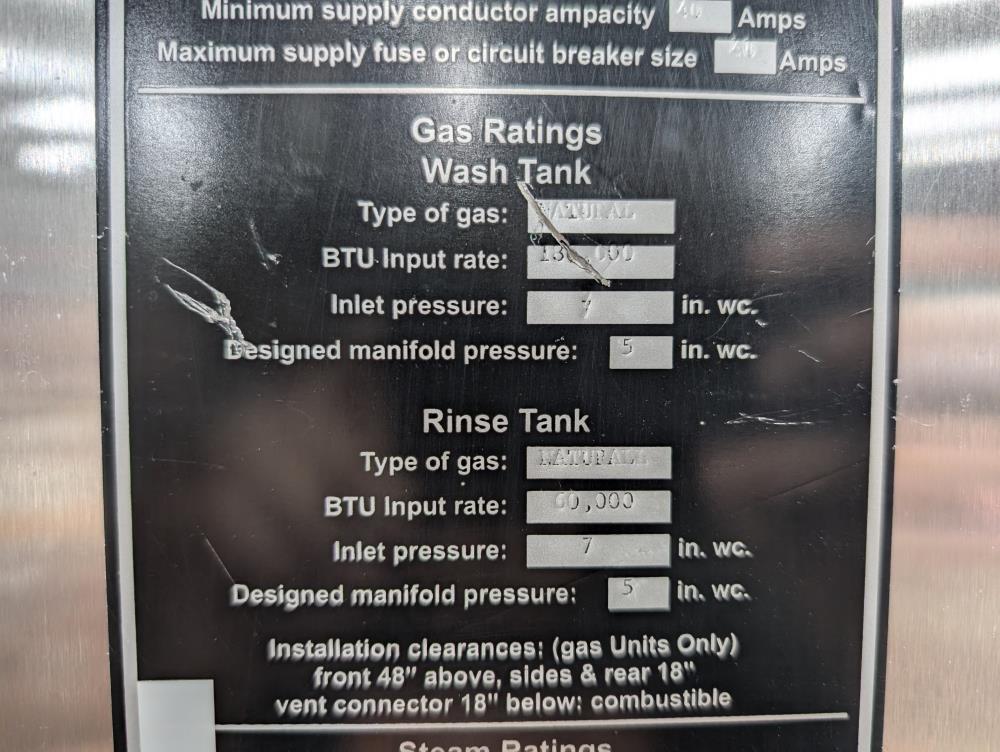 Minimum supply conductor ampacity 40 Amps
Maximum supply fuse or circuit breaker size Amps
Gas Ratings
Wash Tank
Type of gas: NATURAL
BTU Input rate:
Inlet pressure: 7 in. wc.
Designed manifold pressure: 5 in. wc.
Rinse Tank
Type of gas: NATURAL
BTU Input rate: 60,000
Inlet pressure: 7 in. wc.
Designed manifold pressure: 5 in. wc.
Installation clearances: (gas Units Only)
front 48" above, sides & rear 18"
vent connector 18" below: combustible
Steam Ratings